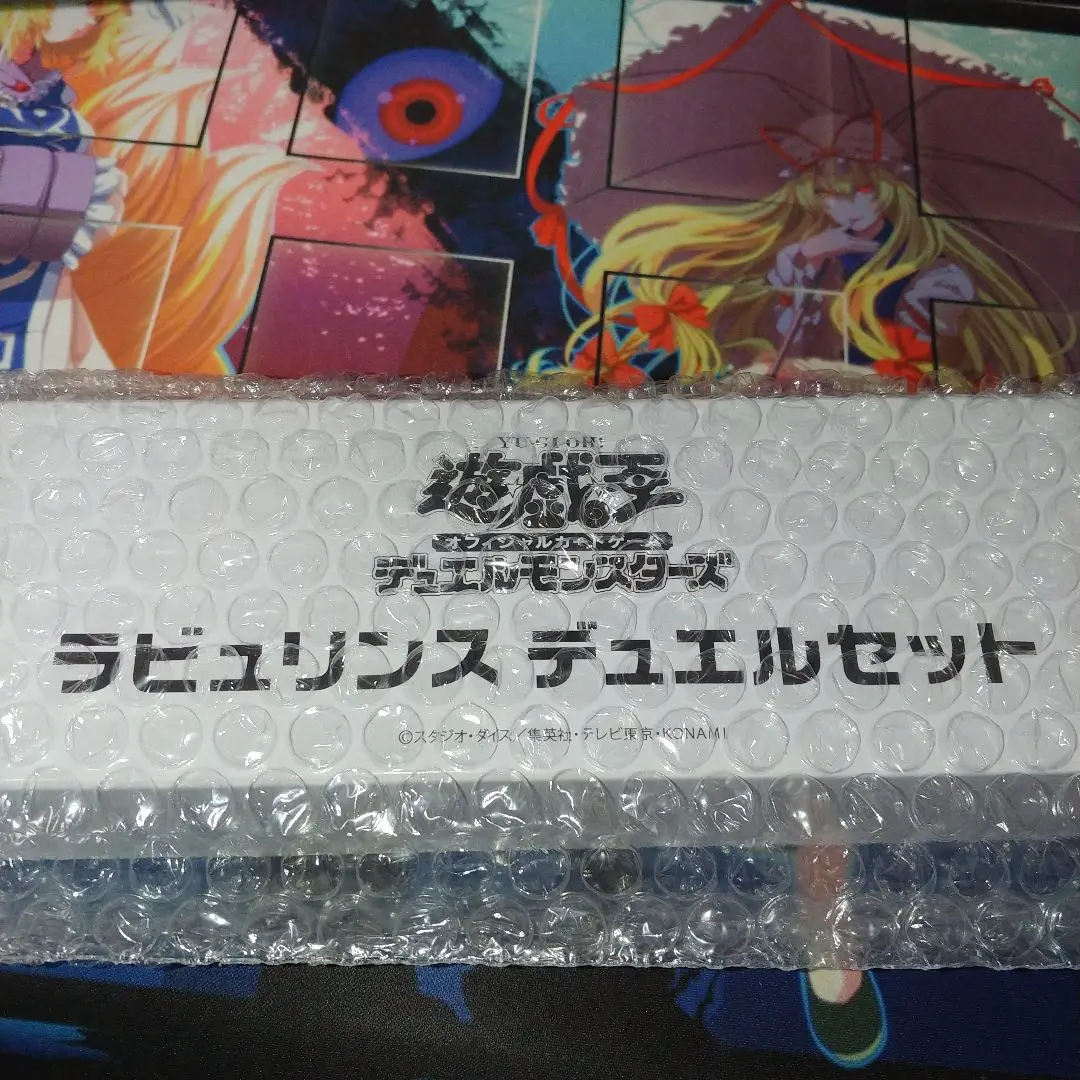 YU-GI-OH!
遊戯王
オフィシャルカードゲーム
デュエルモンスターズ
ラビュリンス デュエルセット
©スタジオ・ダイス/集英社・テレビ東京・KONAMI